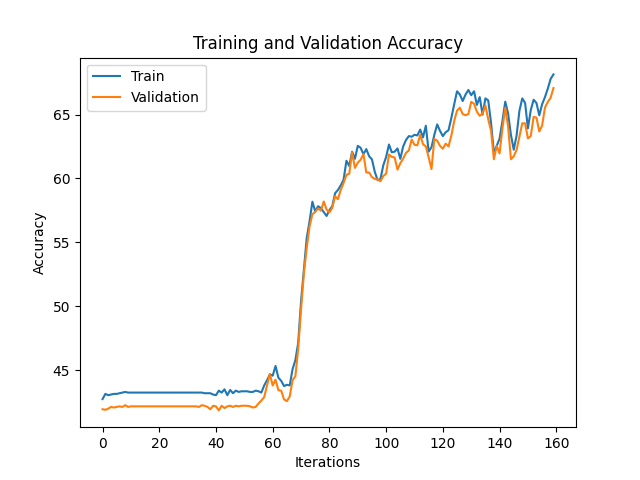 Training and Validation Accuracy
Train
Validation
65
60
55
50
45
Accuracy
0 20 40 60 80 100 120 140 160
Iterations